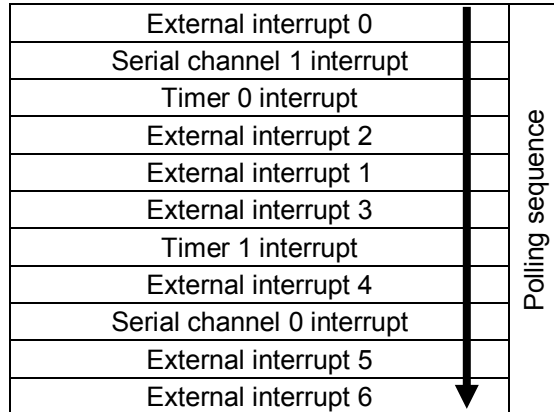 External interrupt 0
Serial channel 1 interrupt
Timer 0 interrupt
External interrupt 2
External interrupt 1
External interrupt 3
Timer 1 interrupt
External interrupt 4
Serial channel 0 interrupt
External interrupt 5
External interrupt 6
Polling sequence